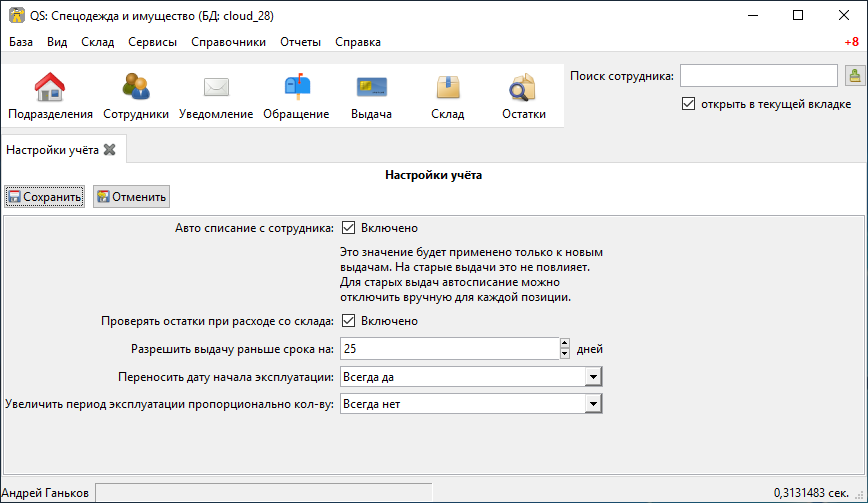 QS: Спецодежда и имущество (БД: cloud_28)
База Вид Склад Сервисы Справочники Отчеты Справка +8
Поиск сотрудника:
открыть в текущей вкладке
Подразделения Сотрудники Уведомление Обращение Выдача Склад Остатки
Настройки учёта
Настройки учёта
Сохранить Отменить
Авто списание с сотрудника: Включено
Это значение будет применено только к новым
выдачам. На старые выдачи это не повлияет.
Для старых выдач автосписание можно
отключить вручную для каждой позиции.
Проверять остатки при расходе со склада: Включено
Разрешить выдачу раньше срока на: 25 дней
Переносить дату начала эксплуатации: Всегда да
Увеличить период эксплуатации пропорционально кол-ву: Всегда нет
Андрей Ганьков 0,3131483 сек.